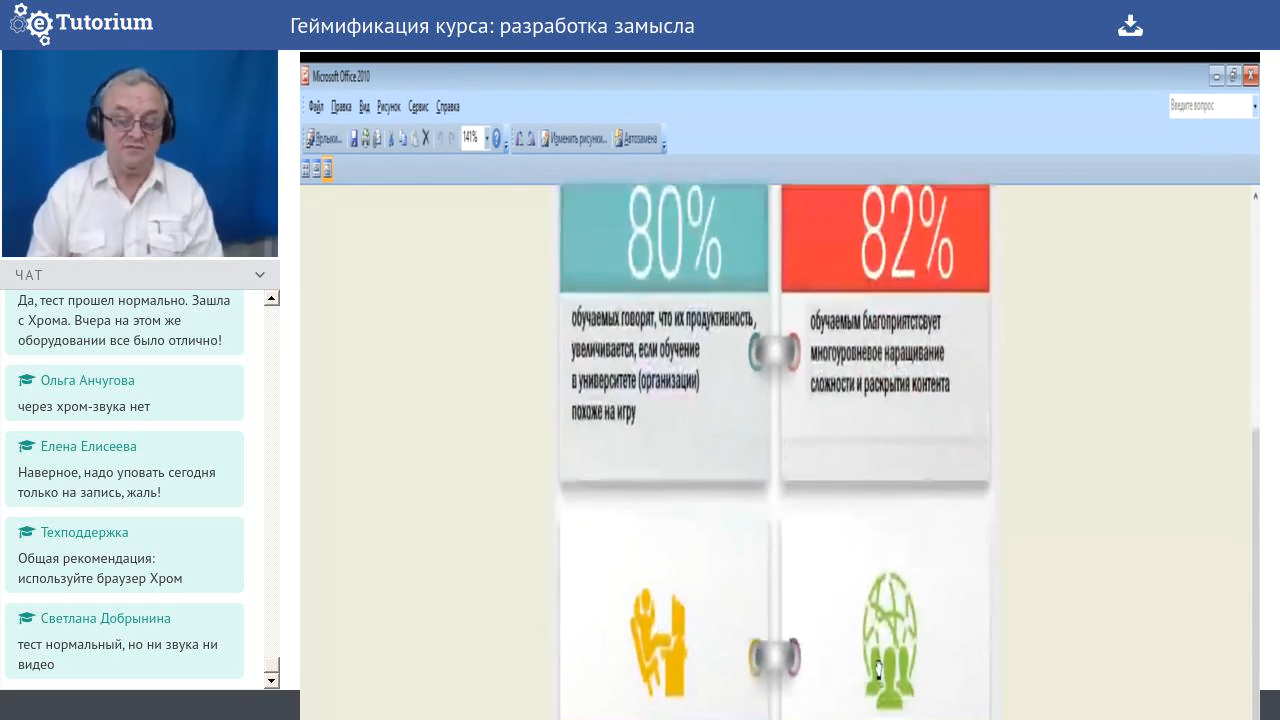 eTutorium
Геймификация курса: разработка замысла
ЧАТ
Да, тест прошел нормально. Зашла
с Хрома. Вчера на этом же
оборудовании все было отлично!
Ольга Анчугова
через хром-звука нет
Елена Елисеева
Наверное, надо уповать сегодня
только на запись, жаль!
Техподдержка
Общая рекомендация:
используйте браузер Хром
Светлана Добрынина
тест нормальный, но ни звука ни
видео
Microsoft Office 2010
Файл Правка Вид Рисунок Сервис Справка
Введите вопрос
Ярлыки... 141% Изменить рисунки... Автозамена
80%
обучаемых говорят, что их продуктивность,
увеличивается, если обучение
в университете (организации)
похоже на игру
82%
обучаемым благоприятстсвует
многоуровневое наращивание
сложности и раскрытия контента